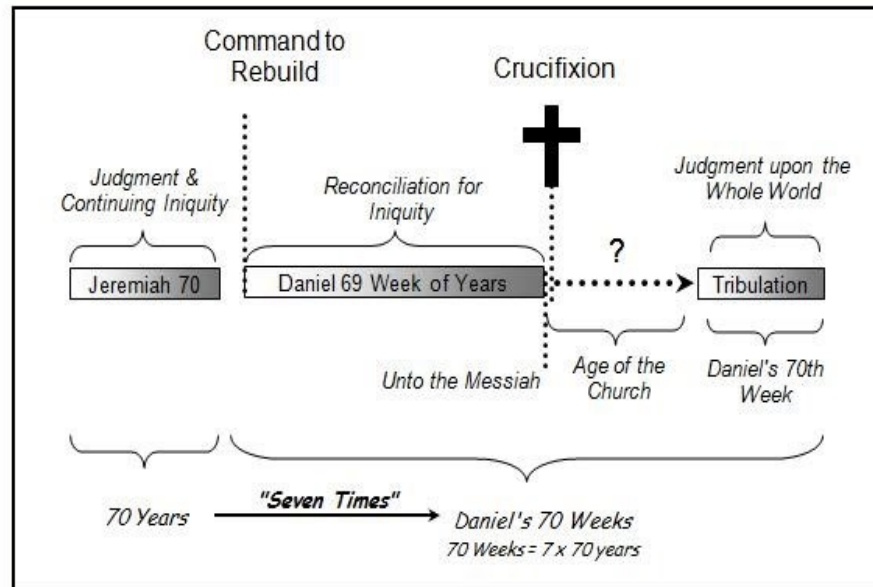 Command to
Rebuild
Crucifixion
Judgment &
Continuing Iniquity
Reconciliation for
Iniquity
Judgment upon the
Whole World
?
Jeremiah 70
Daniel 69 Week of Years
Tribulation
Unto the Messiah
Age of the
Church
Daniel's 70th
Week
70 Years
"Seven Times"
Daniel's 70 Weeks
70 Weeks = 7 x 70 years